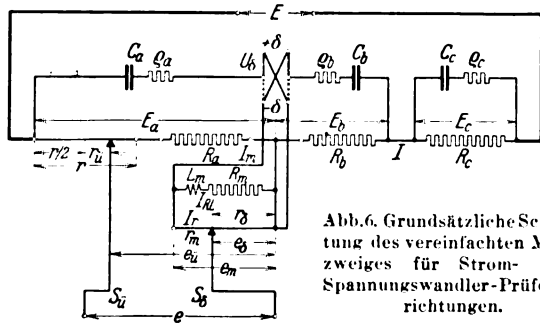 E
C_a ϱ_a U_δ +δ ϱ_b C_b C_c ϱ_c
-δ
E_a δ E_b E_c
r/2 r_ü R_a I_m R_b I R_c
r
L_m R_m
I_RL
I_r r_δ
r_m e_δ
e_ü
e_m
S_ü S_δ
e
Abb.6. Grundsätzliche Sc
tung des vereinfachten M
zweiges für Strom-
Spannungswandler-Prüfe
richtungen.